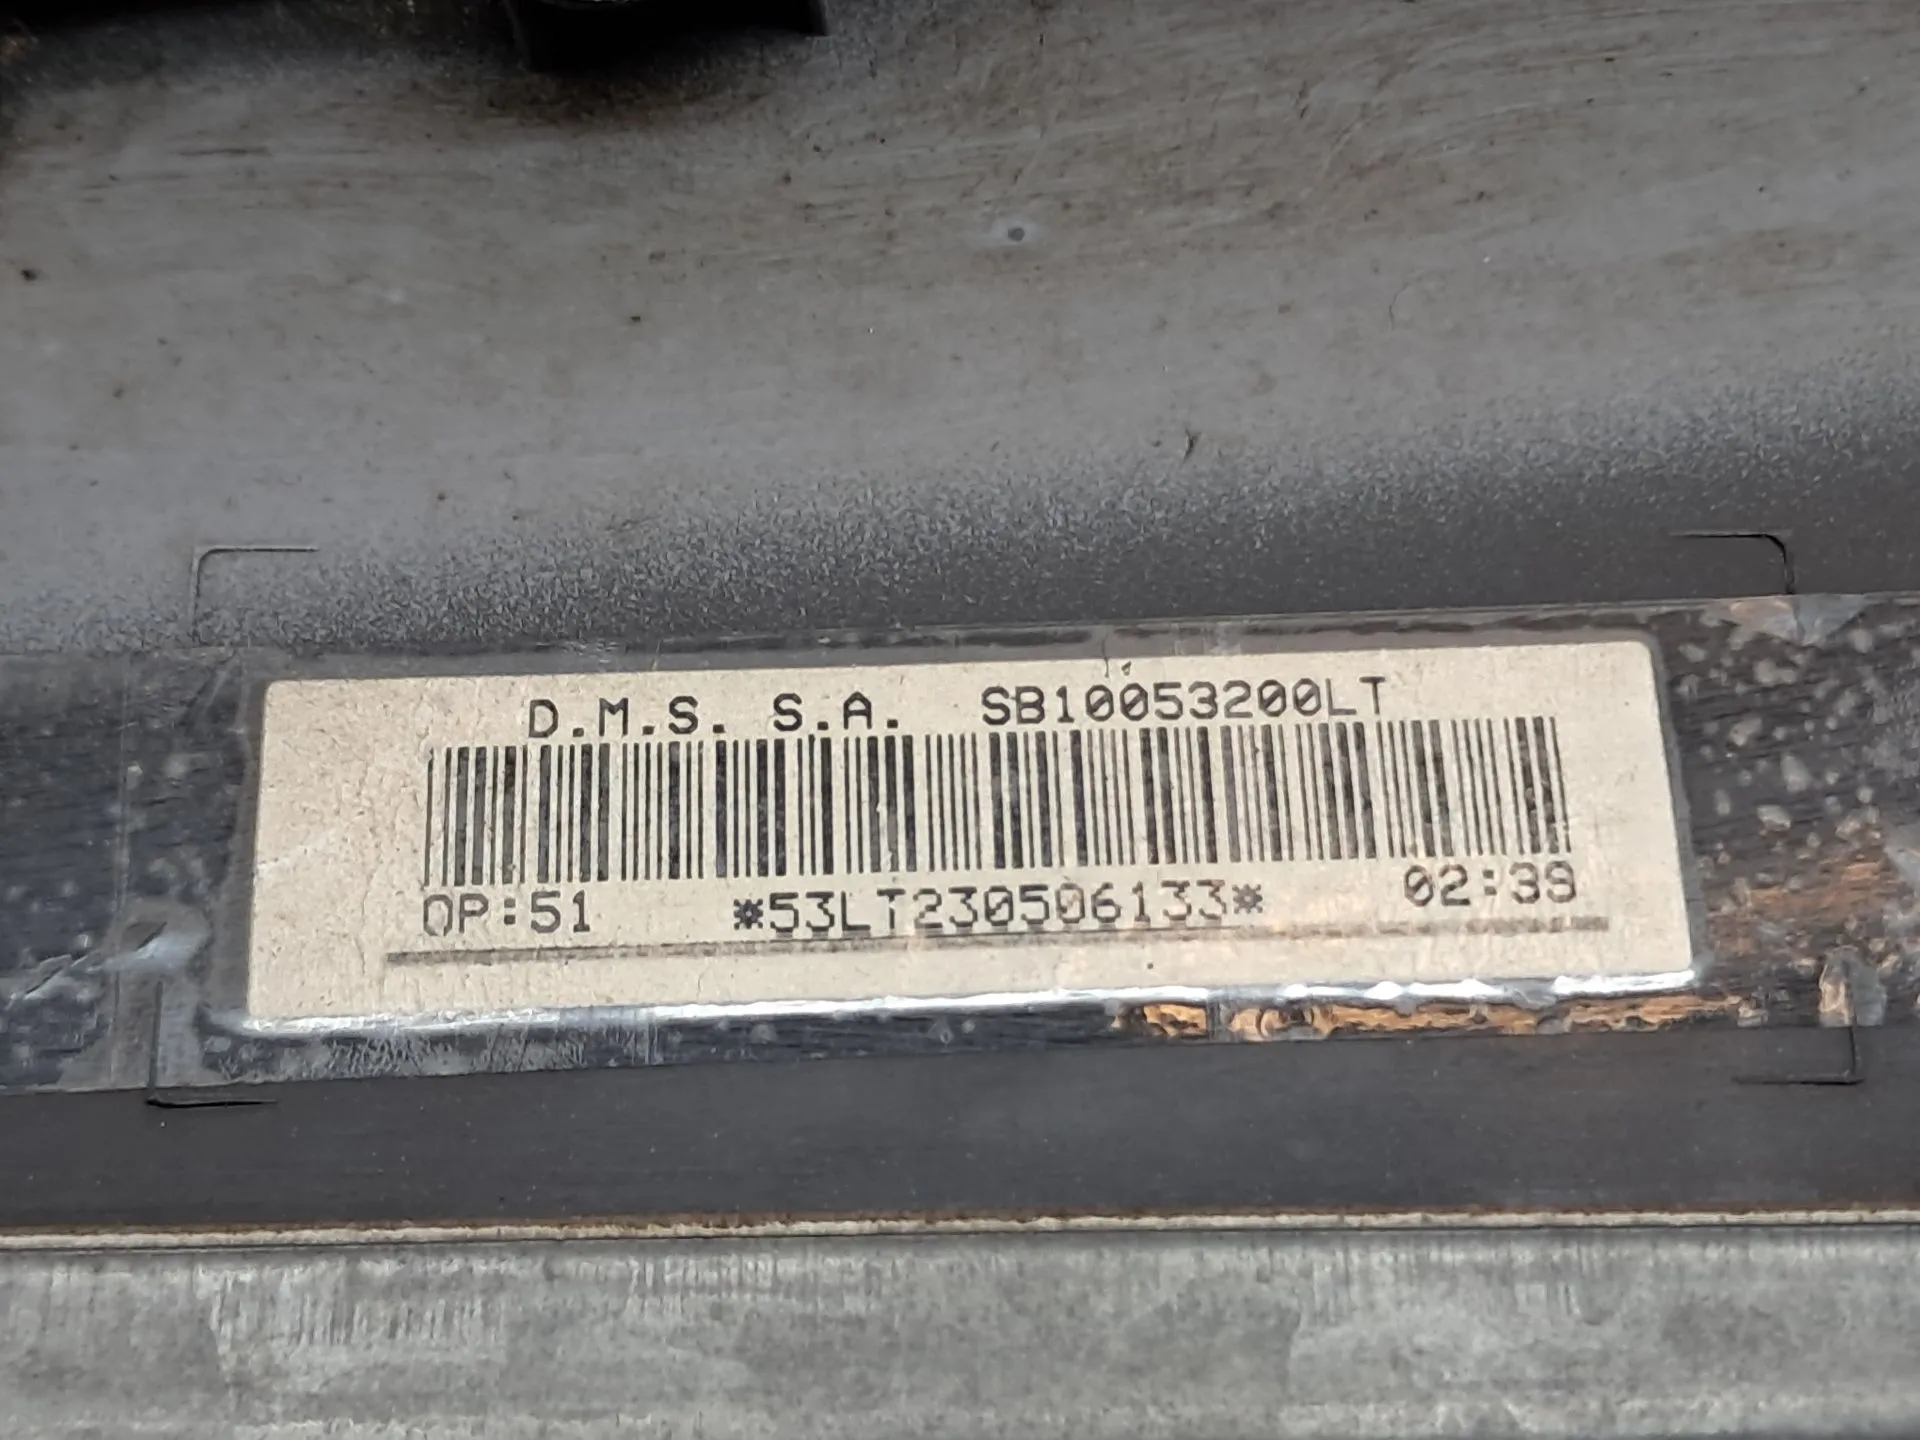 D.M.S. S.A. SB10053200LT
OP:51 *53LT230506133* 02:39